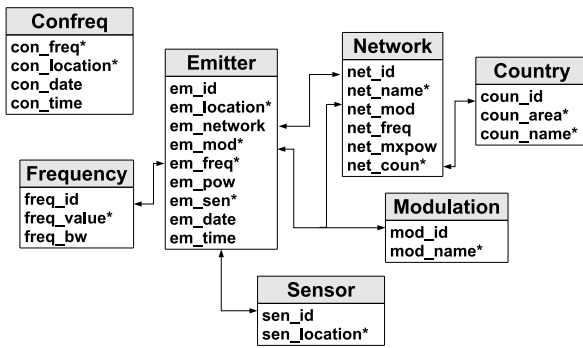 Confreq
con_freq*
con_location*
con_date
con_time
Emitter
em_id
em_location*
em_network
em_mod*
em_freq*
em_pow
em_sen*
em_date
em_time
Network
net_id
net_name*
net_mod
net_freq
net_mxpow
net_coun*
Country
coun_id
coun_area*
coun_name*
Frequency
freq_id
freq_value*
freq_bw
Modulation
mod_id
mod_name*
Sensor
sen_id
sen_location*